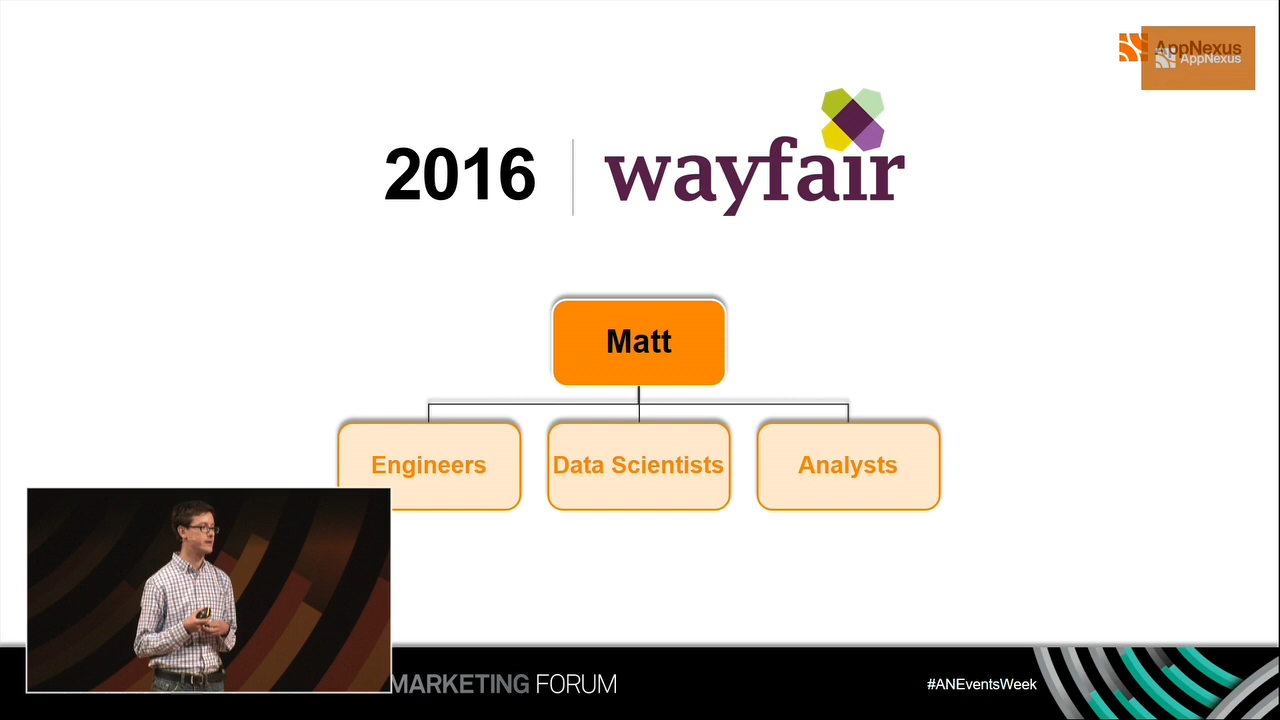 AppNexus
AppNexus
2016
wayfair
Matt
Engineers
Data Scientists
Analysts
MARKETING FORUM
#ANEventsWeek